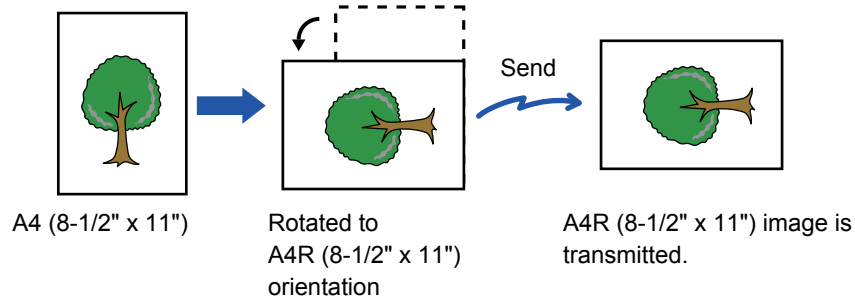 Send
A4 (8-1/2" x 11")
Rotated to
A4R (8-1/2" x 11")
orientation
A4R (8-1/2" x 11") image is
transmitted.